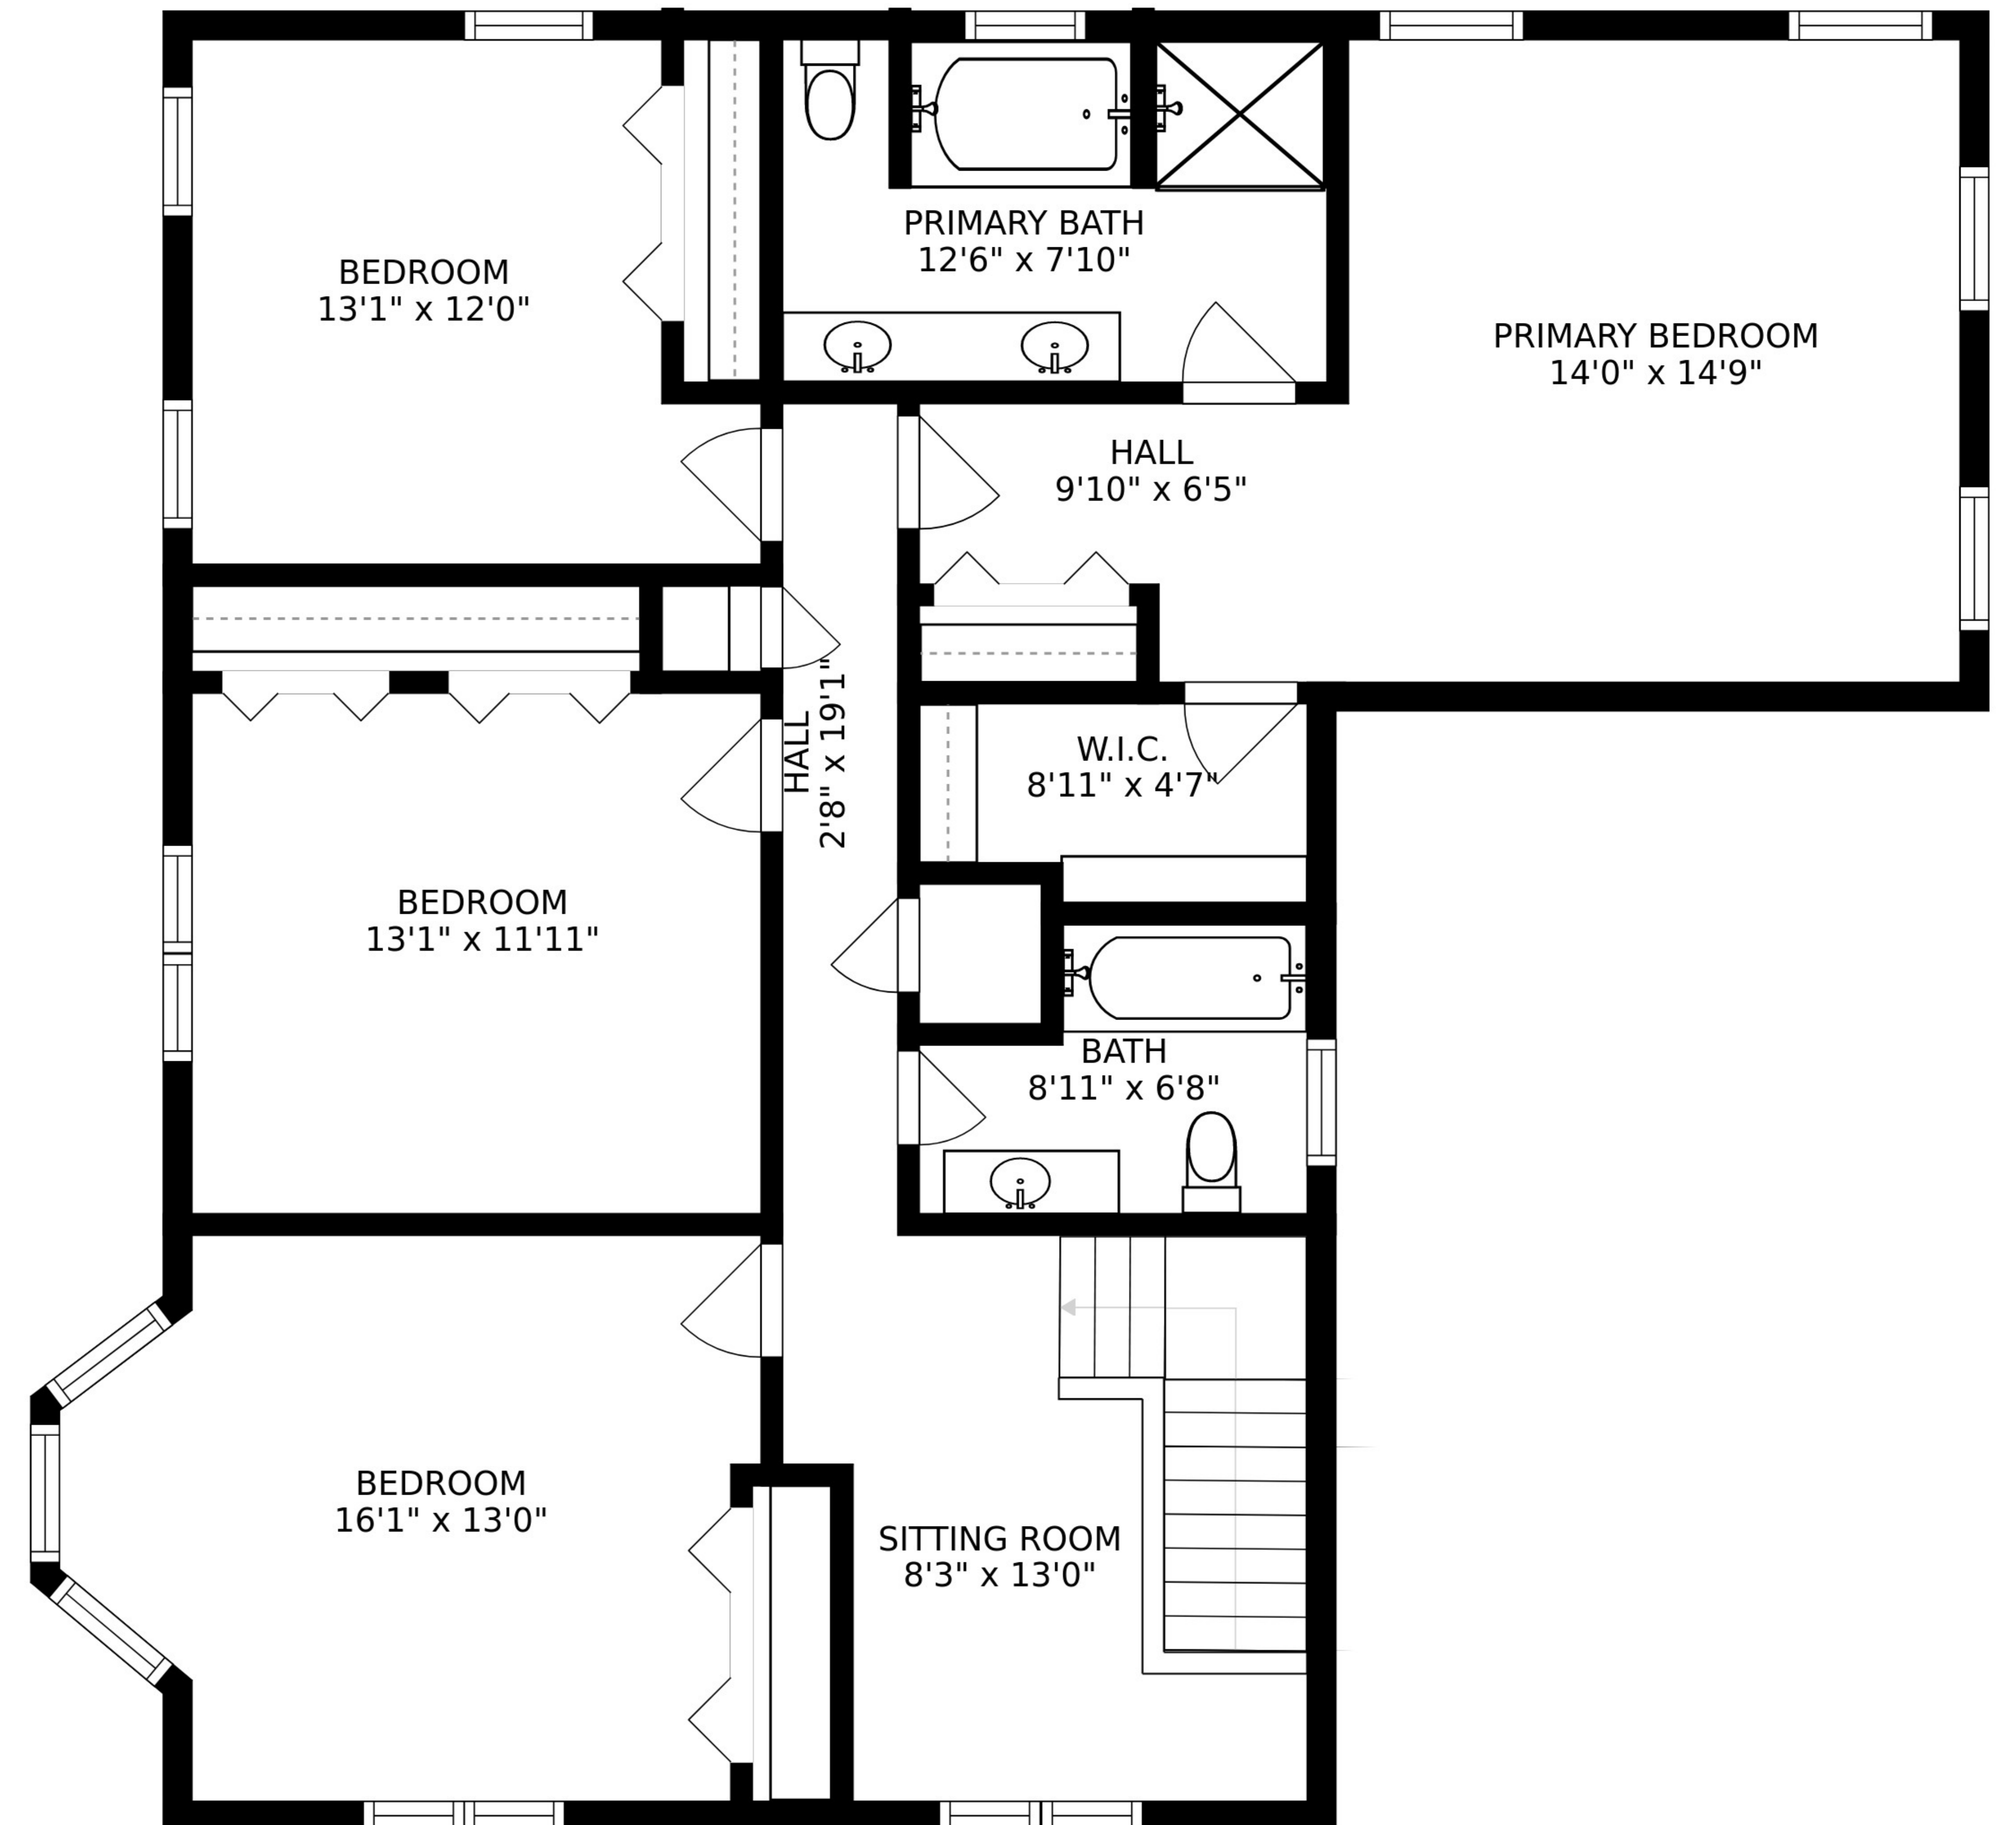 PRIMARY BATH
12'6" x 7'10"
BEDROOM
13'1" x 12'0"
PRIMARY BEDROOM
14'0" x 14'9"
HALL
9'10" x 6'5"
HALL
2'8" x 19'1"
W.I.C.
8'11" x 4'7"
BEDROOM
13'1" x 11'11"
BATH
8'11" x 6'8"
BEDROOM
16'1" x 13'0"
SITTING ROOM
8'3" x 13'0"